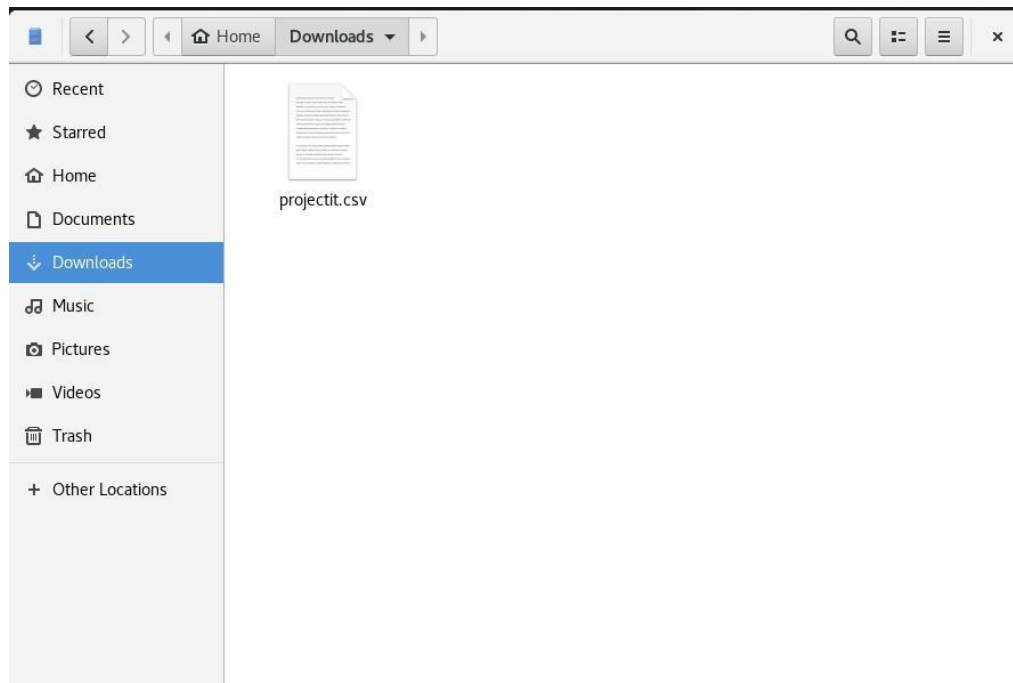 Home Downloads
Recent
Starred
Home
Documents
Downloads
Music
Pictures
Videos
Trash
Other Locations
projectit.csv